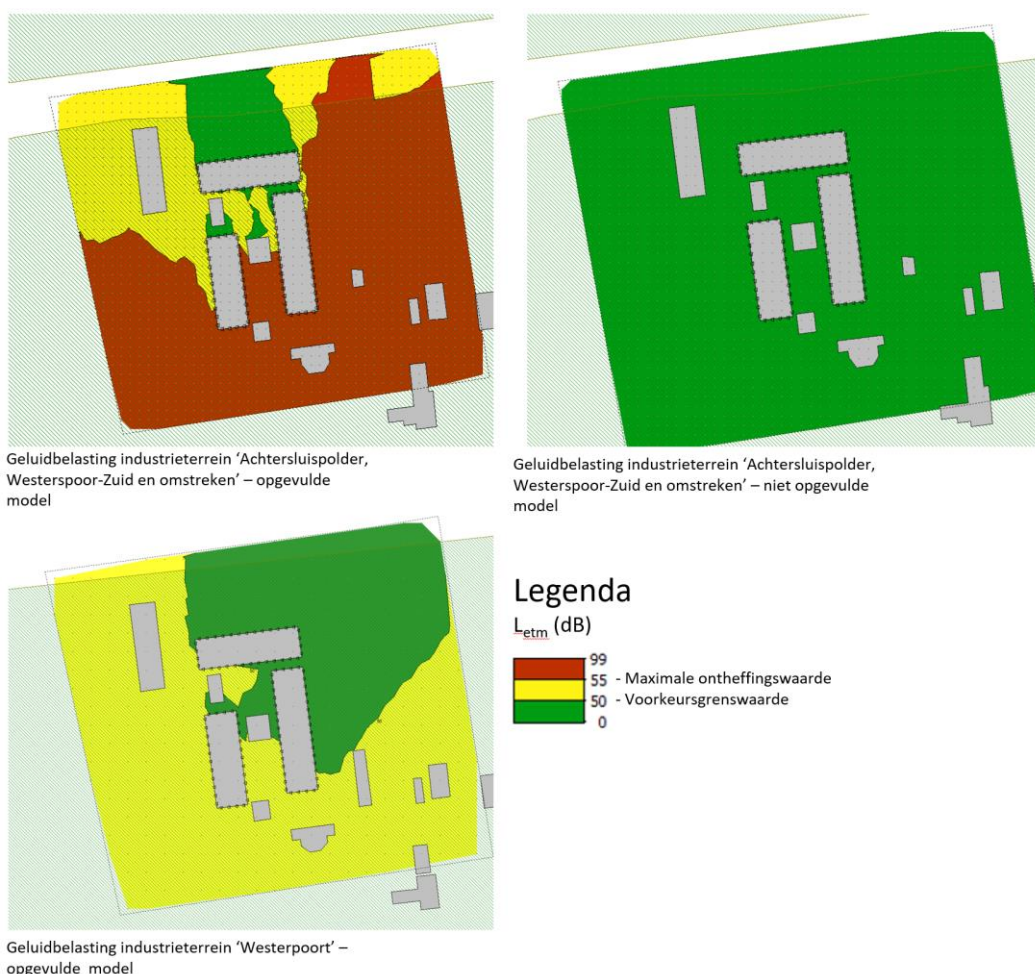 Geluidbelasting industrieterrein ‘Achtersluispolder,
Westerspoor-Zuid en omstreken’ – opgevulde
model
Geluidbelasting industrieterrein ‘Achtersluispolder,
Westerspoor-Zuid en omstreken’ – niet opgevulde
model
Legenda
Letm (dB)
99
55 - Maximale ontheffingswaarde
50 - Voorkeursgrenswaarde
0
Geluidbelasting industrieterrein ‘Westerpoort’ –
opgevulde model